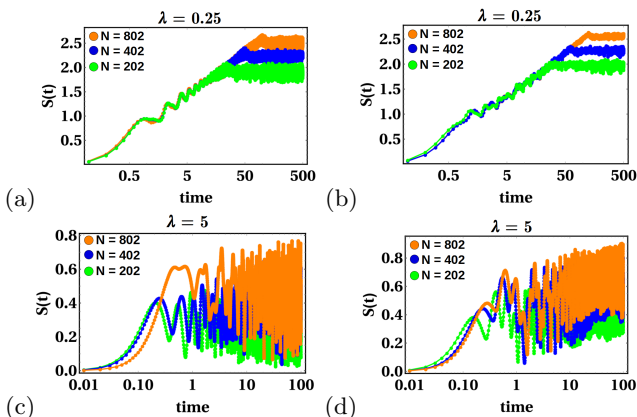 λ = 0.25
N = 802
N = 402
N = 202
S(t)
2.5
2.0
1.5
1.0
0.5
0.5
5
50
500
time
(a)
λ = 0.25
N = 802
N = 402
N = 202
S(t)
2.5
2.0
1.5
1.0
0.5
0.5
5
50
500
time
(b)
λ = 5
N = 802
N = 402
N = 202
S(t)
0.8
0.6
0.4
0.2
0.0
0.01
0.10
1
10
100
time
(c)
λ = 5
N = 802
N = 402
N = 202
S(t)
0.8
0.6
0.4
0.2
0.0
0.01
0.10
1
10
100
time
(d)